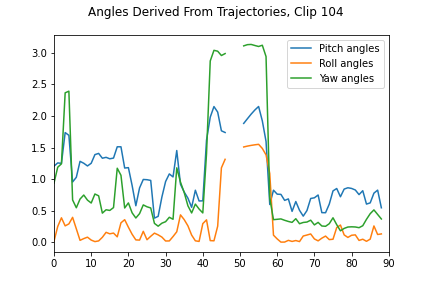 Angles Derived From Trajectories, Clip 104
Pitch angles
Roll angles
Yaw angles
3.0
2.5
2.0
1.5
1.0
0.5
0.0
0 10 20 30 40 50 60 70 80 90